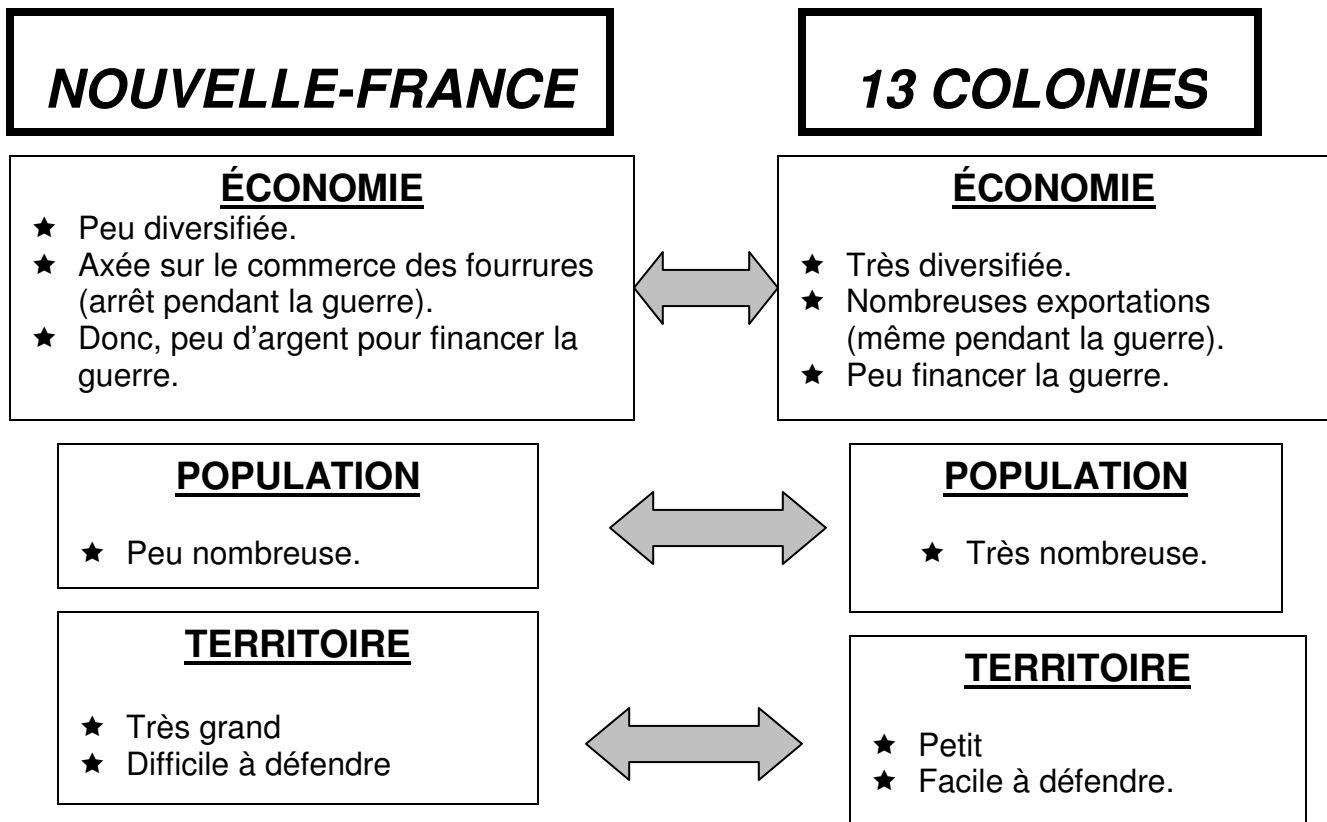 NOUVELLE-FRANCE
13 COLONIES
ÉCONOMIE
★ Peu diversifiée.
★ Axée sur le commerce des fourrures
(arrêt pendant la guerre).
★ Donc, peu d'argent pour financer la
guerre.
ÉCONOMIE
★ Très diversifiée.
★ Nombreuses exportations
(même pendant la guerre).
★ Peu financer la guerre.
POPULATION
★ Peu nombreuse.
POPULATION
★ Très nombreuse.
TERRITOIRE
★ Très grand
★ Difficile à défendre
TERRITOIRE
★ Petit
★ Facile à défendre.